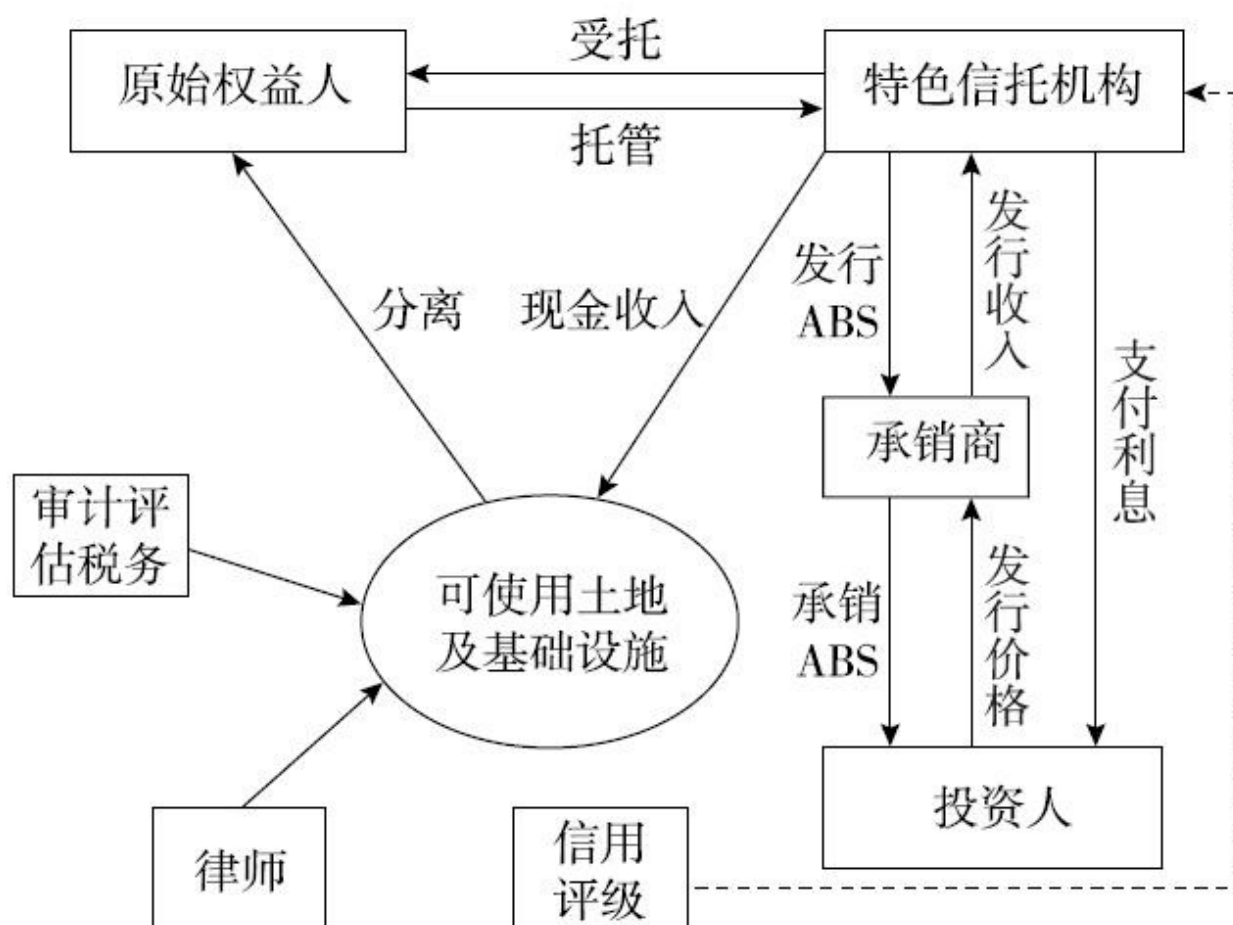 受托
原始权益人
特色信托机构
托管
分离
现金收入
发行
ABS
发行收入
支付利息
承销商
审计评
估税务
可使用土地
及基础设施
承销
ABS
发行价格
投资人
律师
信用
评级